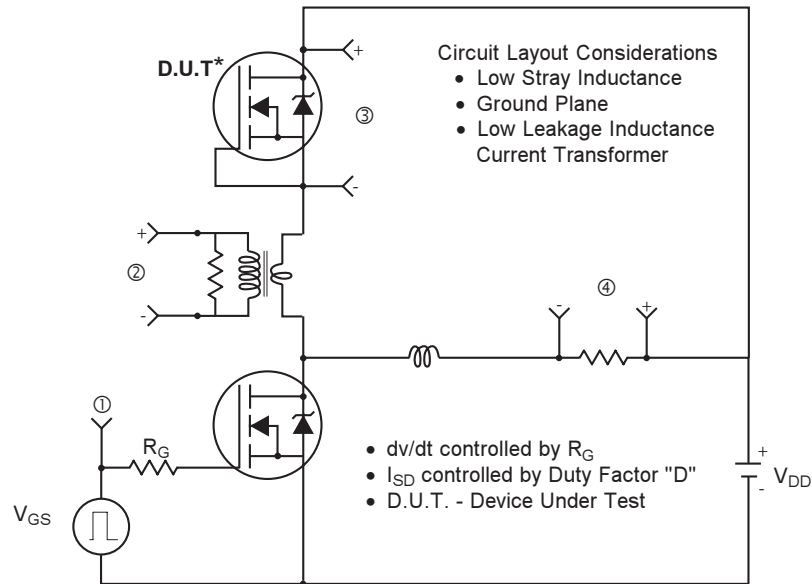 D.U.T*
+
Circuit Layout Considerations
• Low Stray Inductance
• Ground Plane
• Low Leakage Inductance
Current Transformer
③
-
+
②
-
④
- +
①
R_G
V_GS
• dv/dt controlled by R_G
• I_SD controlled by Duty Factor "D"
• D.U.T. - Device Under Test
+
V_DD
-